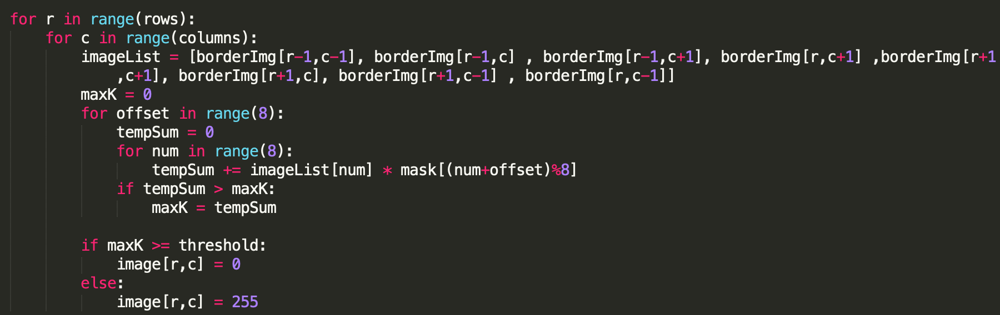 for r in range(rows):
    for c in range(columns):
        imageList = [borderImg[r-1,c-1], borderImg[r-1,c] , borderImg[r-1,c+1], borderImg[r,c+1] ,borderImg[r+1
            ,c+1], borderImg[r+1,c], borderImg[r+1,c-1] , borderImg[r,c-1]]
        maxK = 0
        for offset in range(8):
            tempSum = 0
            for num in range(8):
                tempSum += imageList[num] * mask[(num+offset)%8]
            if tempSum > maxK:
                maxK = tempSum

        if maxK >= threshold:
            image[r,c] = 0
        else:
            image[r,c] = 255